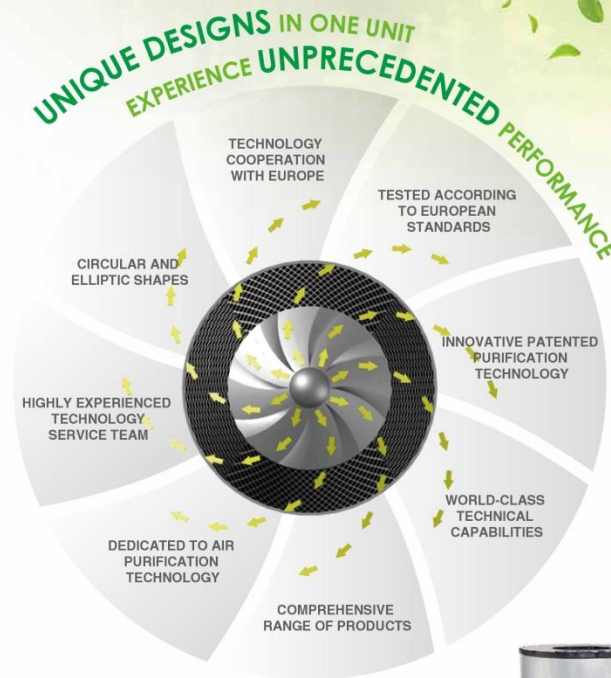 UNIQUE DESIGNS IN ONE UNIT
EXPERIENCE UNPRECEDENTED PERFORMANCE
TECHNOLOGY
COOPERATION
WITH EUROPE
TESTED ACCORDING
TO EUROPEAN
STANDARDS
INNOVATIVE PATENTED
PURIFICATION
TECHNOLOGY
WORLD-CLASS
TECHNICAL
CAPABILITIES
COMPREHENSIVE
RANGE OF PRODUCTS
DEDICATED TO AIR
PURIFICATION
TECHNOLOGY
HIGHLY EXPERIENCED
TECHNOLOGY
SERVICE TEAM
CIRCULAR AND
ELLIPTIC SHAPES